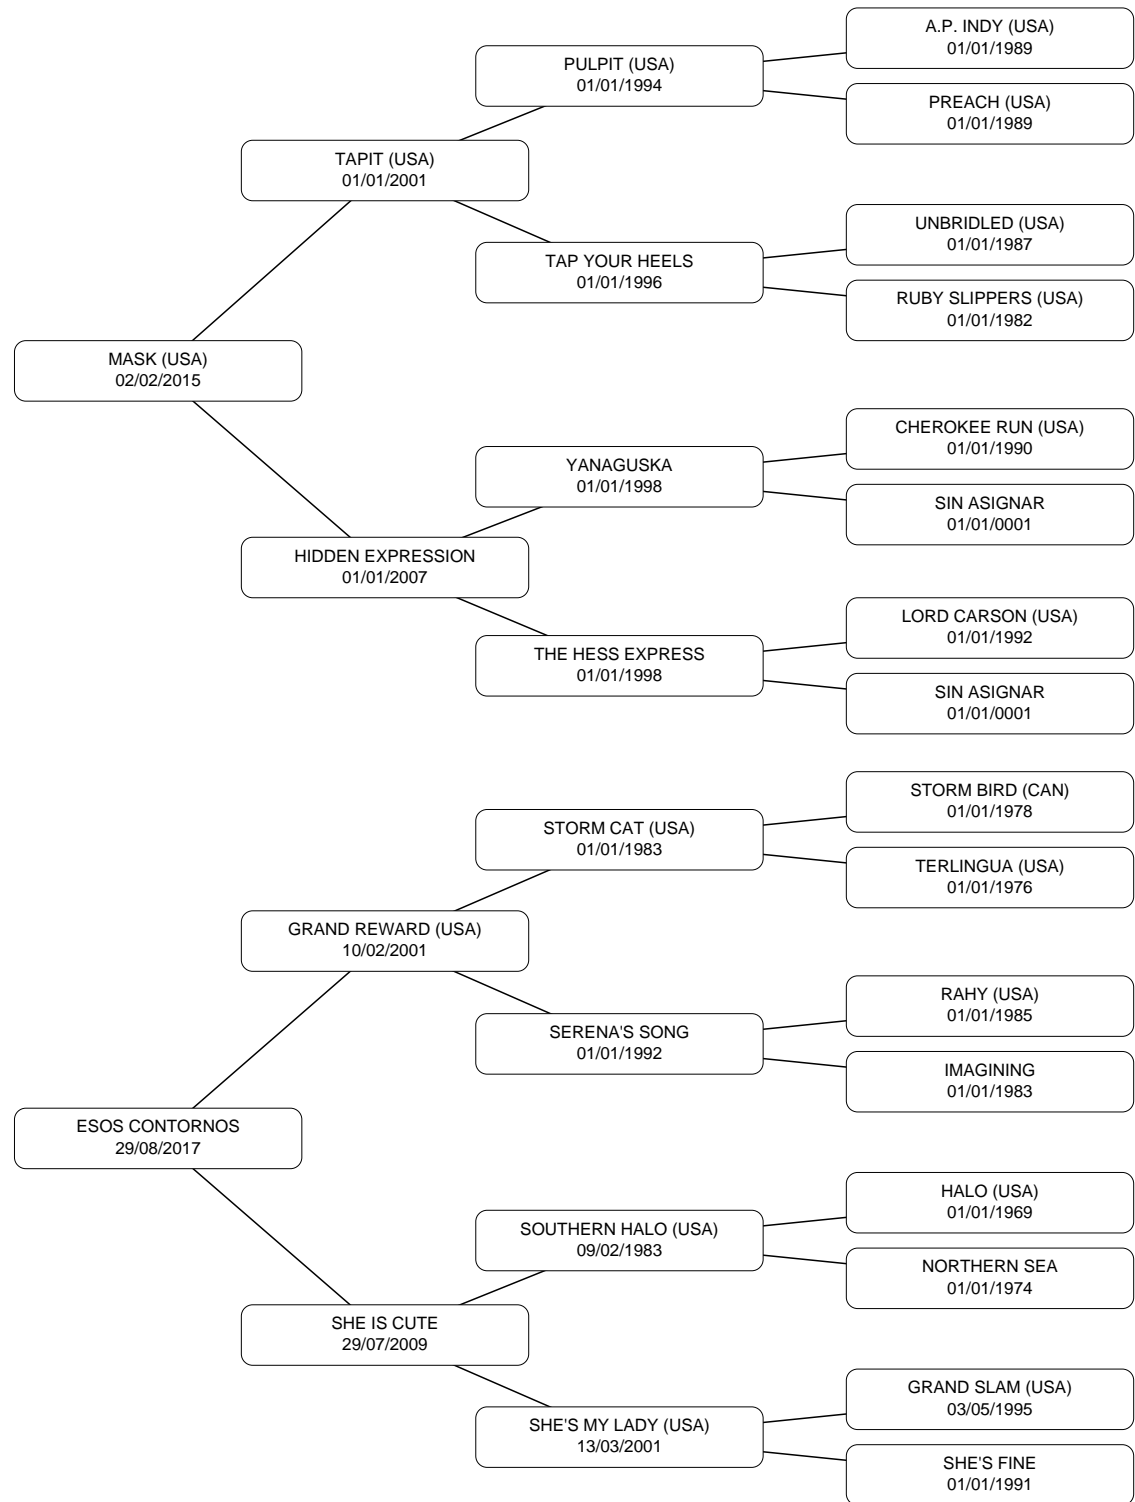 A.P. INDY (USA)
01/01/1989
PULPIT (USA)
01/01/1994
PREACH (USA)
01/01/1989
TAPIT (USA)
01/01/2001
UNBRIDLED (USA)
01/01/1987
TAP YOUR HEELS
01/01/1996
RUBY SLIPPERS (USA)
01/01/1982
MASK (USA)
02/02/2015
CHEROKEE RUN (USA)
01/01/1990
YANAGUSKA
01/01/1998
SIN ASIGNAR
01/01/0001
HIDDEN EXPRESSION
01/01/2007
LORD CARSON (USA)
01/01/1992
THE HESS EXPRESS
01/01/1998
SIN ASIGNAR
01/01/0001
STORM BIRD (CAN)
01/01/1978
STORM CAT (USA)
01/01/1983
TERLINGUA (USA)
01/01/1976
GRAND REWARD (USA)
10/02/2001
RAHY (USA)
01/01/1985
SERENA'S SONG
01/01/1992
IMAGINING
01/01/1983
ESOS CONTORNOS
29/08/2017
HALO (USA)
01/01/1969
SOUTHERN HALO (USA)
09/02/1983
NORTHERN SEA
01/01/1974
SHE IS CUTE
29/07/2009
GRAND SLAM (USA)
03/05/1995
SHE'S MY LADY (USA)
13/03/2001
SHE'S FINE
01/01/1991